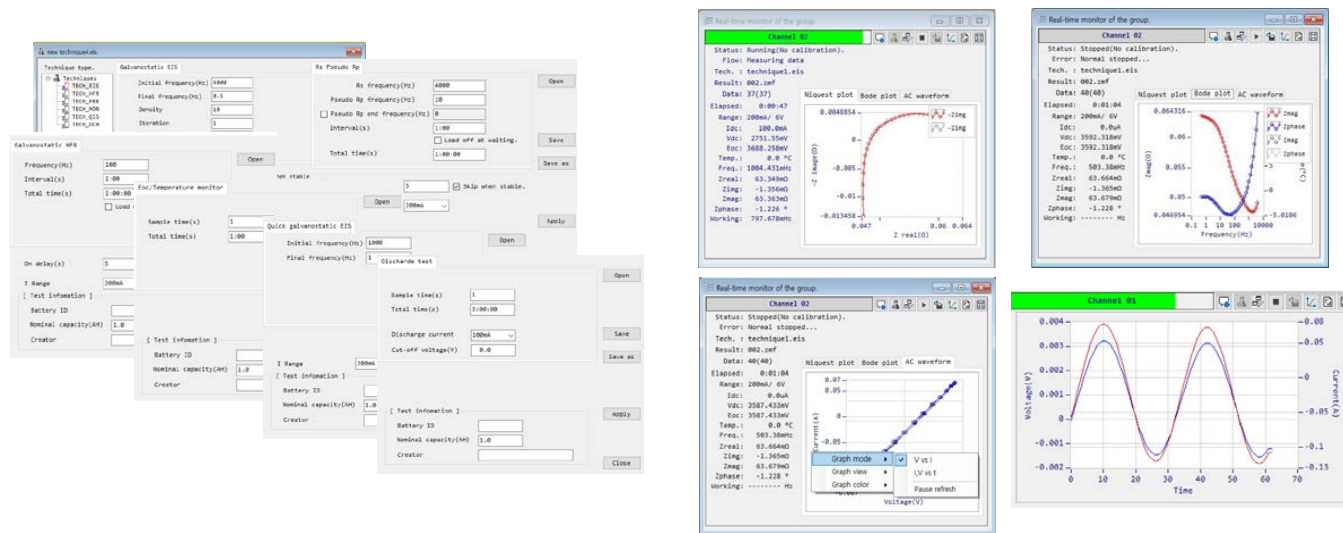 new technique4.eis
Technique type.
Techniques
TECH_EIS
TECH_HFR
TECH_PRR
TECH_MOR
TECH_QIS
TECH_DCH
Galvanostatic EIS
Initial frequency(Hz) 4000
Final frequency(Hz) 0.5
Density 10
Iteration 1
Rs Pseudo Rp
Rs frequency(Hz) 4000
Pseudo Rp frequency(Hz) 10
Pseudo Rp end frequency(Hz) 0
Interval(s) 1:00
Load off at waiting.
Total time(s) 1:00:00
Open
Save
Save as
5 Skip when stable.
200mA
Apply
Galvanostatic HFR
Frequency(Hz) 100
Interval(s) 1:00
Total time(s) 1:00:00
Load
Open
On delay(s) 5
I Range 200mA
[ Test infomation ]
Battery ID
Nominal capacity(AH) 1.0
Creator
Eoc/Temperature monitor
Sample time(s) 1
Total time(s) 1:00
Open
[ Test infomation ]
Battery ID
Nominal capacity(AH) 1.0
Creator
Quick galvanostatic EIS
Initial frequency(Hz) 1000
Final frequency(Hz) 1
Open
I Range 200mA
[ Test infomation ]
Battery ID
Nominal capacity(AH) 1.0
Creator
Discharge test
Sample time(s) 1
Total time(s) 3:00:00
Discharge current 100mA
Cut-off voltage(V) 0.0
Open
Save
Save as
[ Test infomation ]
Battery ID
Nominal capacity(AH) 1.0
Creator
Apply
Close
Real-time monitor of the group.
Channel 02
Status: Running(No calibration).
Flow: Measuring data
Tech. : technique1.eis
Result: 002.zmf
Data: 37(37)
Elapsed: 0:00:47
Range: 200mA/ 6V
Idc: 100.0mA
Vdc: 2751.55mV
Eoc: 3688.258mV
Temp.: 0.0 °C
Freq.: 1004.431mHz
Zreal: 63.349mΩ
Zimg: -1.356mΩ
Zmag: 63.363mΩ
Zphase: -1.226 °
Working: 797.670mHz
Niquest plot Bode plot AC waveform
0.0048954
0
-0.005
-0.01
-0.013458
-Z image(Ω)
0.047 0.06 0.064
Z real(Ω)
-Zimg
-Zimg
Real-time monitor of the group.
Channel 02
Status: Stopped(No calibration).
Error: Normal stopped...
Tech. : technique1.eis
Result: 002.zmf
Data: 40(40)
Elapsed: 0:01:04
Range: 200mA/ 6V
Idc: 0.0uA
Vdc: 3592.318mV
Eoc: 3592.318mV
Temp.: 0.0 °C
Freq.: 503.38mHz
Zreal: 63.664mΩ
Zimg: -1.365mΩ
Zmag: 63.679mΩ
Zphase: -1.228 °
Working: -------- Hz
Niquest plot Bode plot AC waveform
0.064316
0.06
0.055
0.05
0.048954
Zmag(Ω)
5
0
-5.0106
0.1 1 10 100 10000
Frequency(Hz)
Zmag
Zphase
Zmag
Zphase
Real-time monitor of the group.
Channel 02
Status: Stopped(No calibration).
Error: Normal stopped...
Tech. : technique1.eis
Result: 002.zmf
Data: 40(40)
Elapsed: 0:01:04
Range: 200mA/ 6V
Idc: 0.0uA
Vdc: 3587.433mV
Eoc: 3587.433mV
Temp.: 0.0 °C
Freq.: 503.38mHz
Zreal: 63.664mΩ
Zimg: -1.365mΩ
Zmag: 63.679mΩ
Zphase: -1.228 °
Working: -------- Hz
Niquest plot Bode plot AC waveform
0.07
0.05
0
-0.05
Current(A)
Voltage(V)
Graph mode
Graph view
Graph color
V vs I
I,V vs t
Pause refresh
Channel 01
0.004
0.003
0.002
0.001
0
-0.001
-0.002
Voltage(V)
0.08
0.05
0
-0.05
-0.1
-0.13
Current(A)
0 10 20 30 40 50 60 70
Time